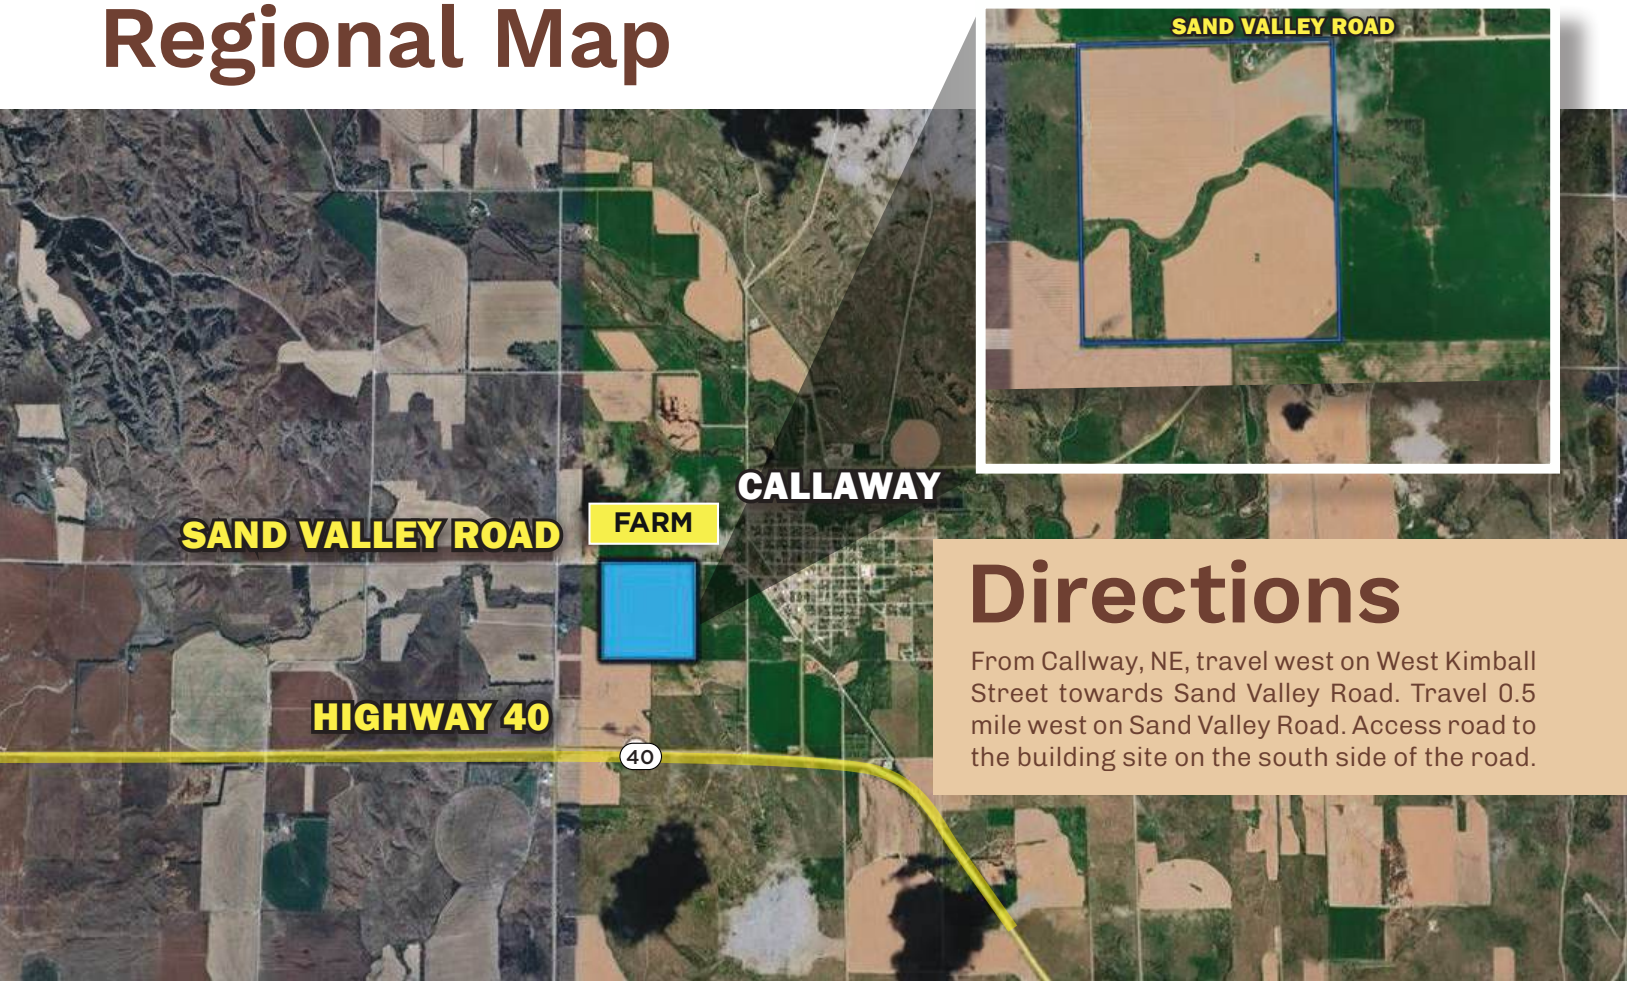 Regional Map
SAND VALLEY ROAD
CALLAWAY
FARM
SAND VALLEY ROAD
HIGHWAY 40
40
Directions
From Callway, NE, travel west on West Kimball
Street towards Sand Valley Road. Travel 0.5
mile west on Sand Valley Road. Access road to
the building site on the south side of the road.